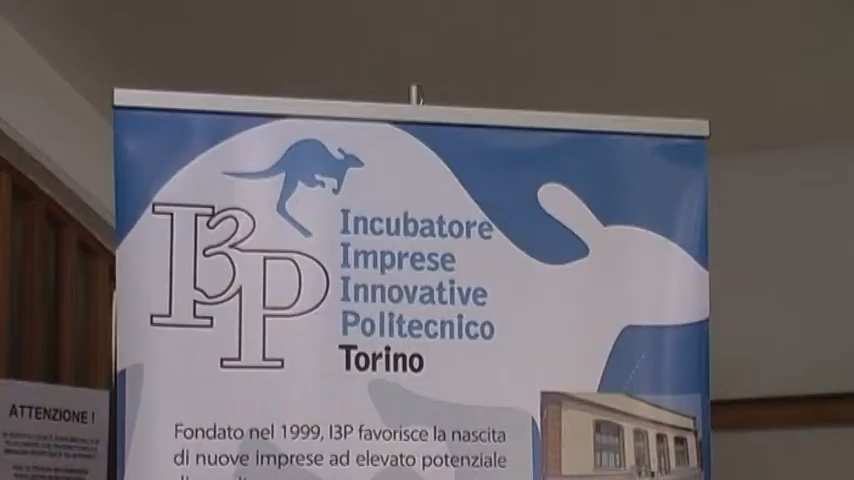 I3P
Incubatore
Imprese
Innovative
Politecnico
Torino
Fondato nel 1999, I3P favorisce la nascita
di nuove imprese ad elevato potenziale
ATTENZIONE !